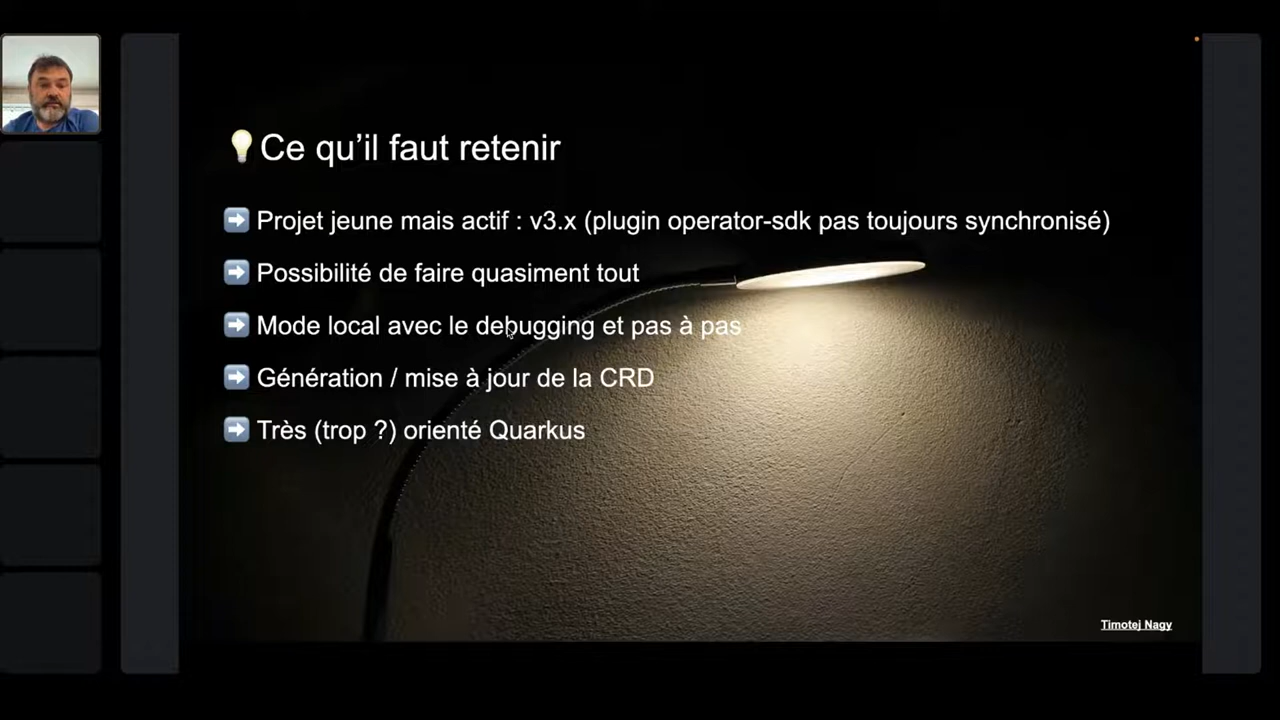 💡Ce qu’il faut retenir
➡️ Projet jeune mais actif : v3.x (plugin operator-sdk pas toujours synchronisé)
➡️ Possibilité de faire quasiment tout
➡️ Mode local avec le debugging et pas à pas
➡️ Génération / mise à jour de la CRD
➡️ Très (trop ?) orienté Quarkus
Timotej Nagy